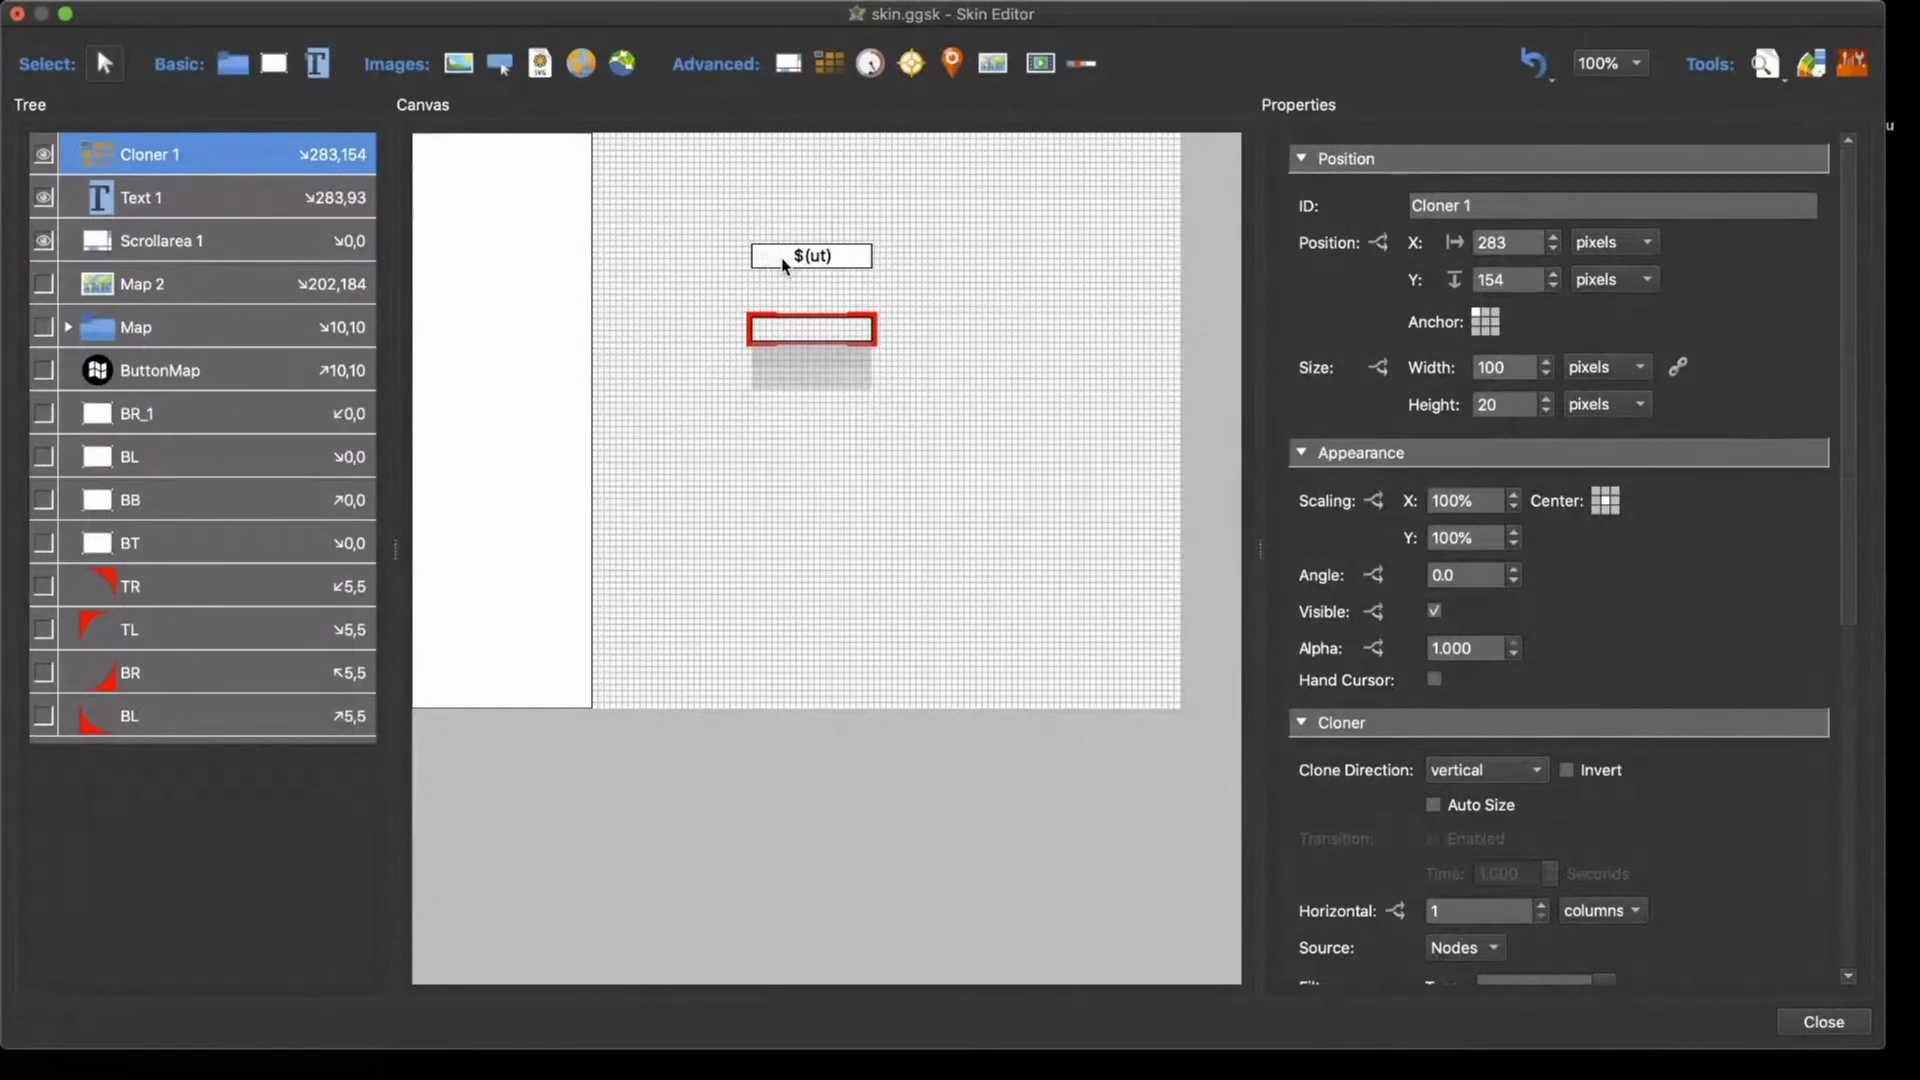 skin.ggsk - Skin Editor
Select:
Basic:
T
Images:
SVG
Advanced:
100%
Tools:
Tree
Canvas
Properties
u
Cloner 1
↘283,154
T
Text 1
↘283,93
Scrollarea 1
↘0,0
Map 2
↘202,184
Map
↘10,10
ButtonMap
↗10,10
BR_1
↙0,0
BL
↘0,0
BB
↗0,0
BT
↘0,0
TR
↙5,5
TL
↘5,5
BR
↖5,5
BL
↗5,5
$(ut)
Position
ID:
Cloner 1
Position:
X:
283
pixels
Y:
154
pixels
Anchor:
Size:
Width:
100
pixels
Height:
20
pixels
Appearance
Scaling:
X:
100%
Center:
Y:
100%
Angle:
0.0
Visible:
Alpha:
1.000
Hand Cursor:
Cloner
Clone Direction:
vertical
Invert
Auto Size
Transition:
Enabled
Time:
1.000
Seconds
Horizontal:
1
columns
Source:
Nodes
Close